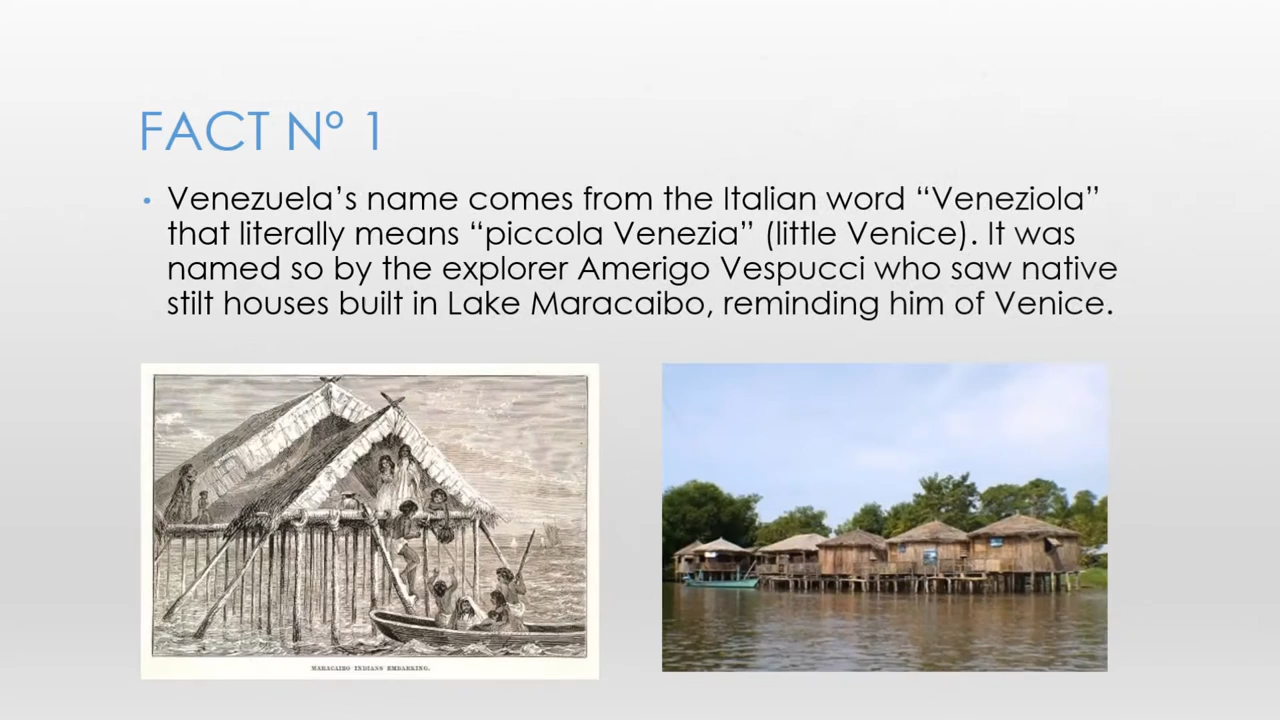 FACT Nº 1
• Venezuela’s name comes from the Italian word “Veneziola”
that literally means “piccola Venezia” (little Venice). It was
named so by the explorer Amerigo Vespucci who saw native
stilt houses built in Lake Maracaibo, reminding him of Venice.
MARACAIBO INDIANS EMBARKING.